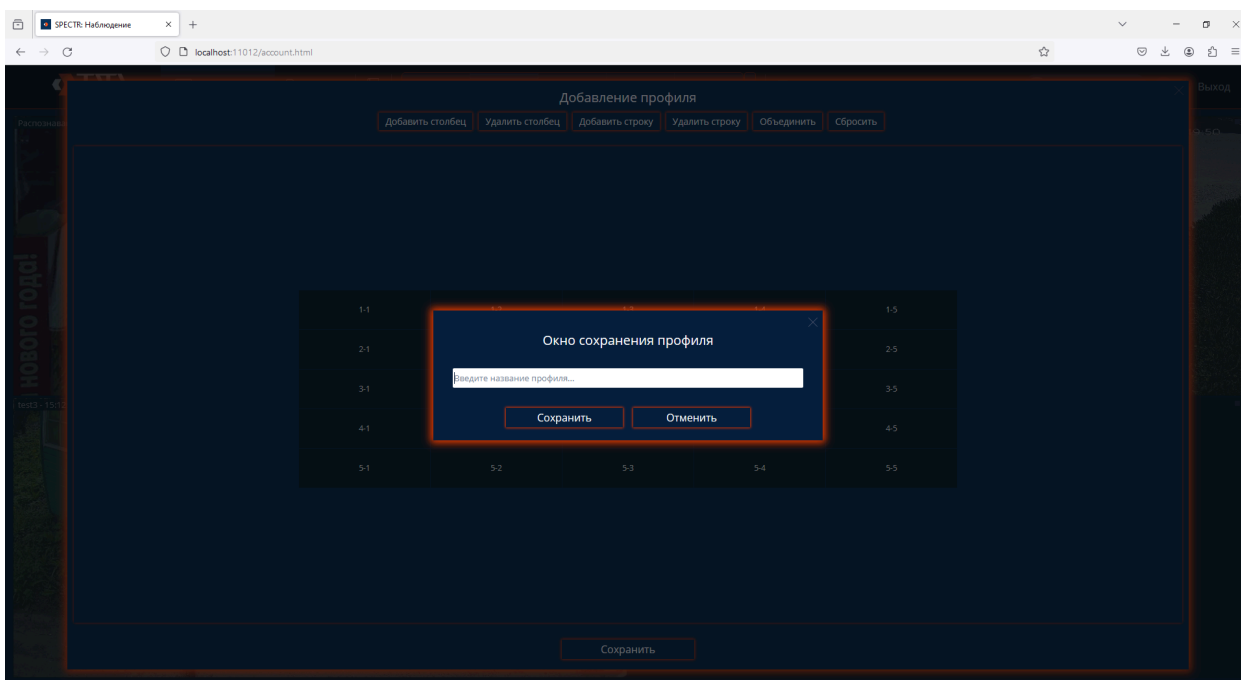 SPECTR: Наблюдение
localhost:11012/account.html
Выход
Добавление профиля
Добавить столбец Удалить столбец Добавить строку Удалить строку Объединить Сбросить
НОВОГО ГОДА!
1-1 1-5
Окно сохранения профиля
2-1 2-5
Введите название профиля...
3-1 3-5
Сохранить Отменить
4-1 4-5
5-1 5-2 5-3 5-4 5-5
Сохранить